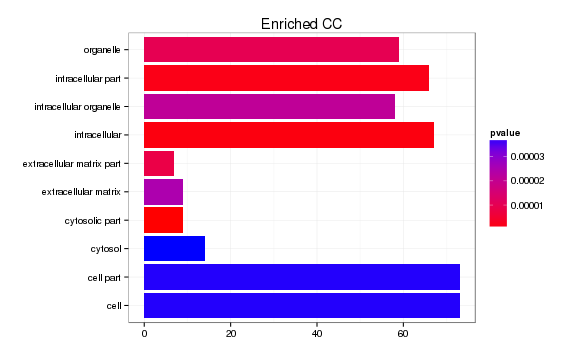 Enriched CC
organelle
intracellular part
intracellular organelle
intracellular
extracellular matrix part
extracellular matrix
cytosolic part
cytosol
cell part
cell
0 20 40 60
pvalue
0.00003
0.00002
0.00001